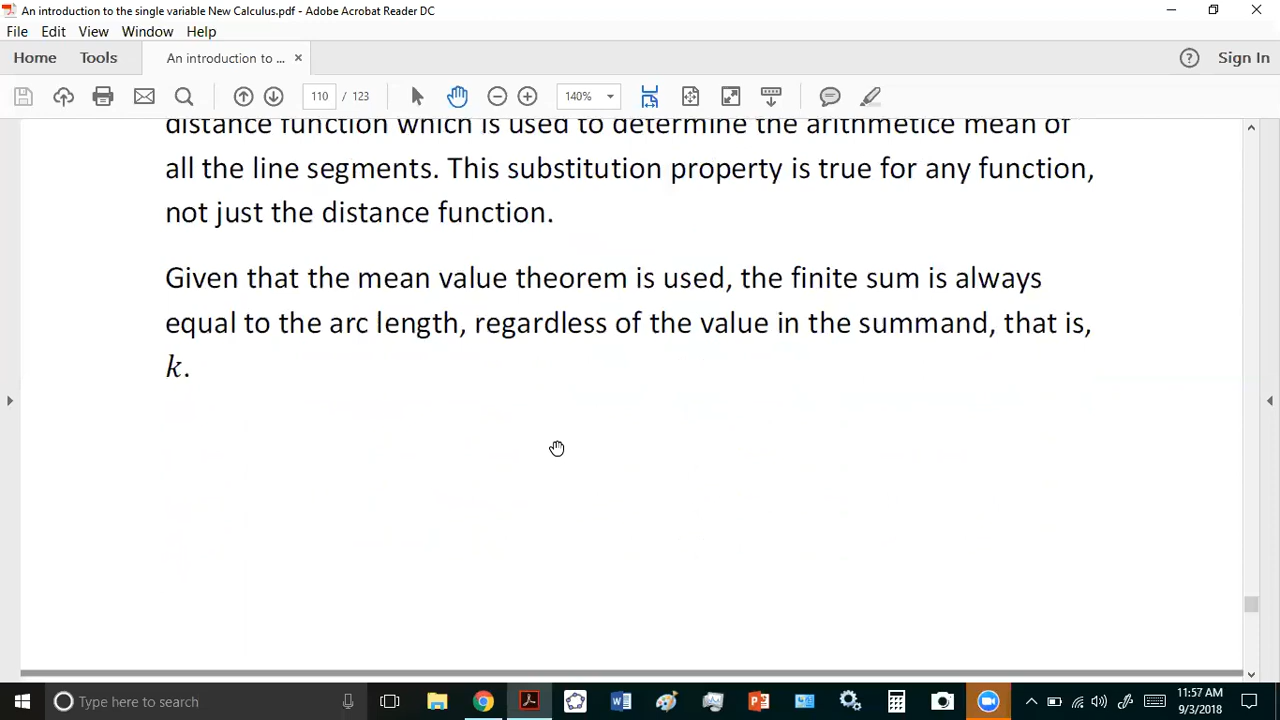 An introduction to the single variable New Calculus.pdf - Adobe Acrobat Reader DC
File Edit View Window Help
Home Tools An introduction to ... × Sign In
110 / 123 140%
distance function which is used to determine the arithmetice mean of
all the line segments. This substitution property is true for any function,
not just the distance function.
Given that the mean value theorem is used, the finite sum is always
equal to the arc length, regardless of the value in the summand, that is,
k.
Type here to search
11:57 AM
9/3/2018